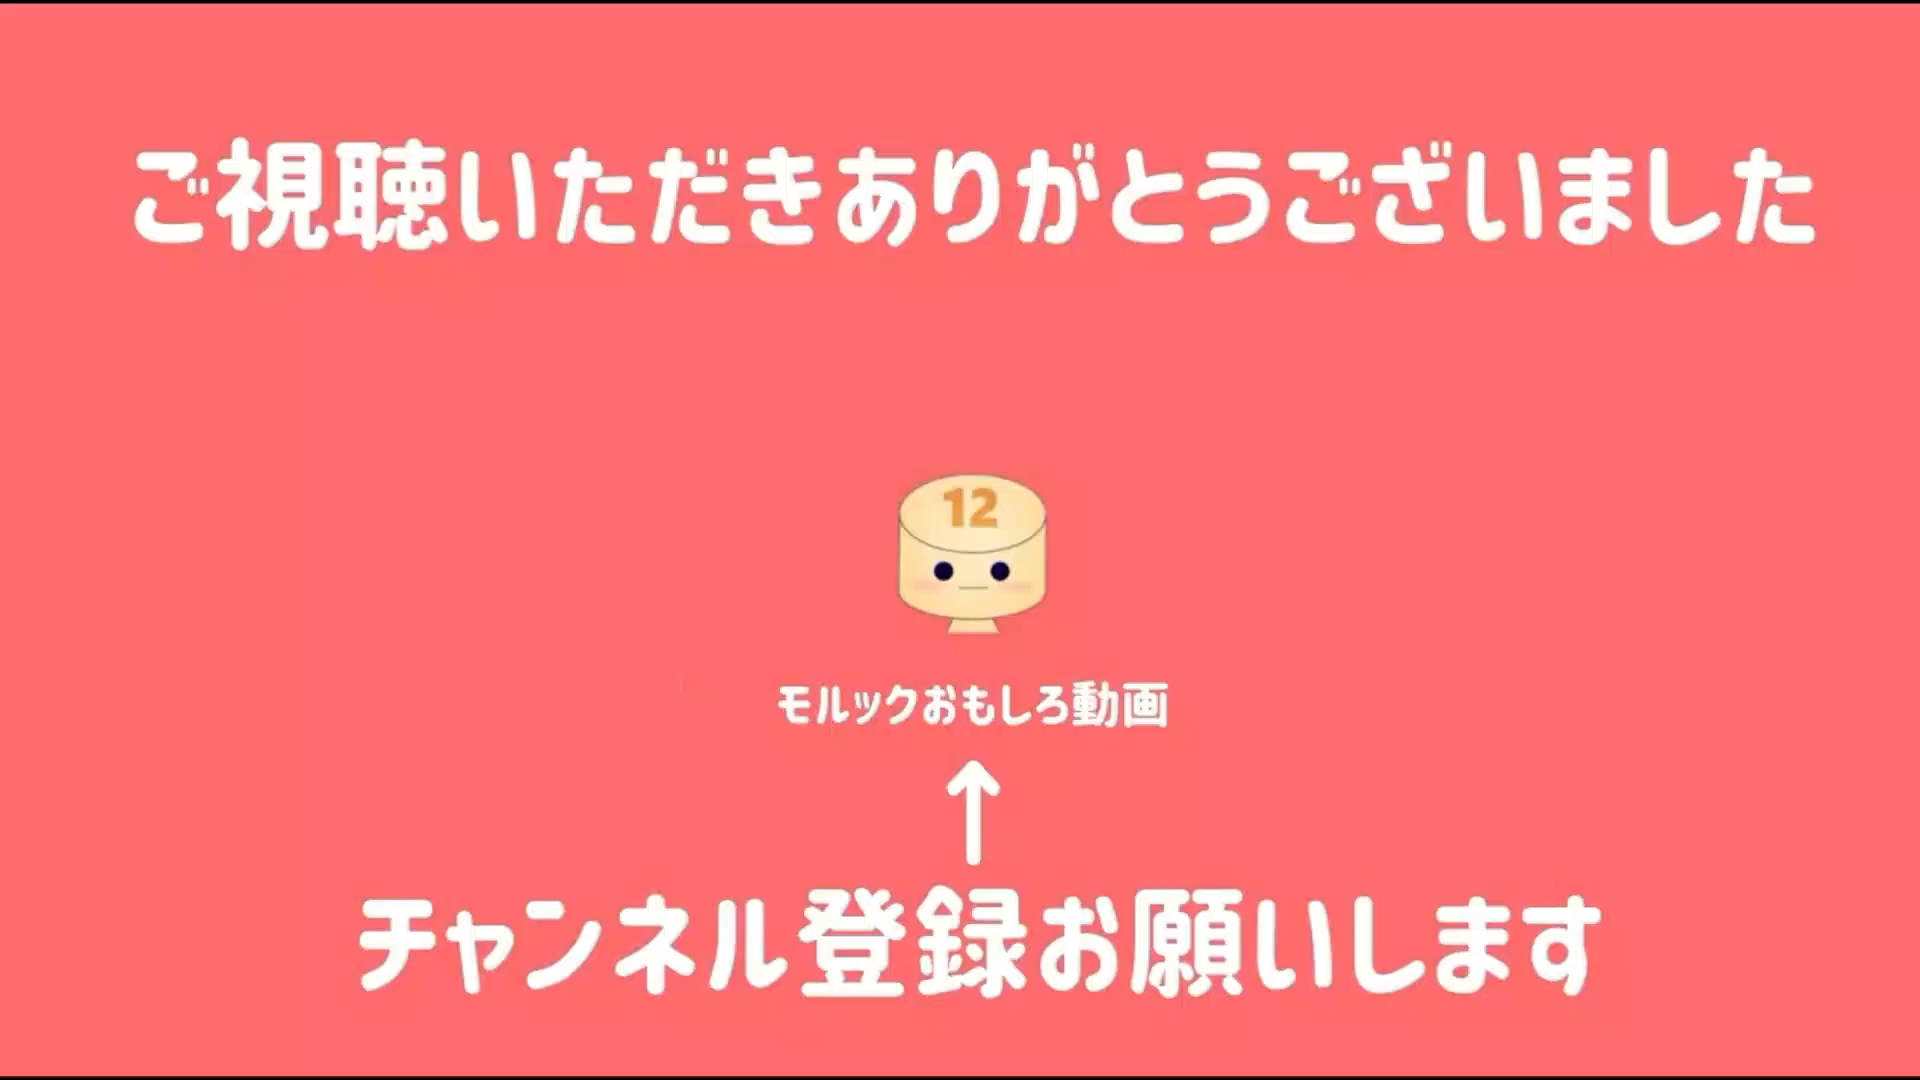 ご視聴いただきありがとうございました
12
モルックおもしろ動画
↑
チャンネル登録お願いします